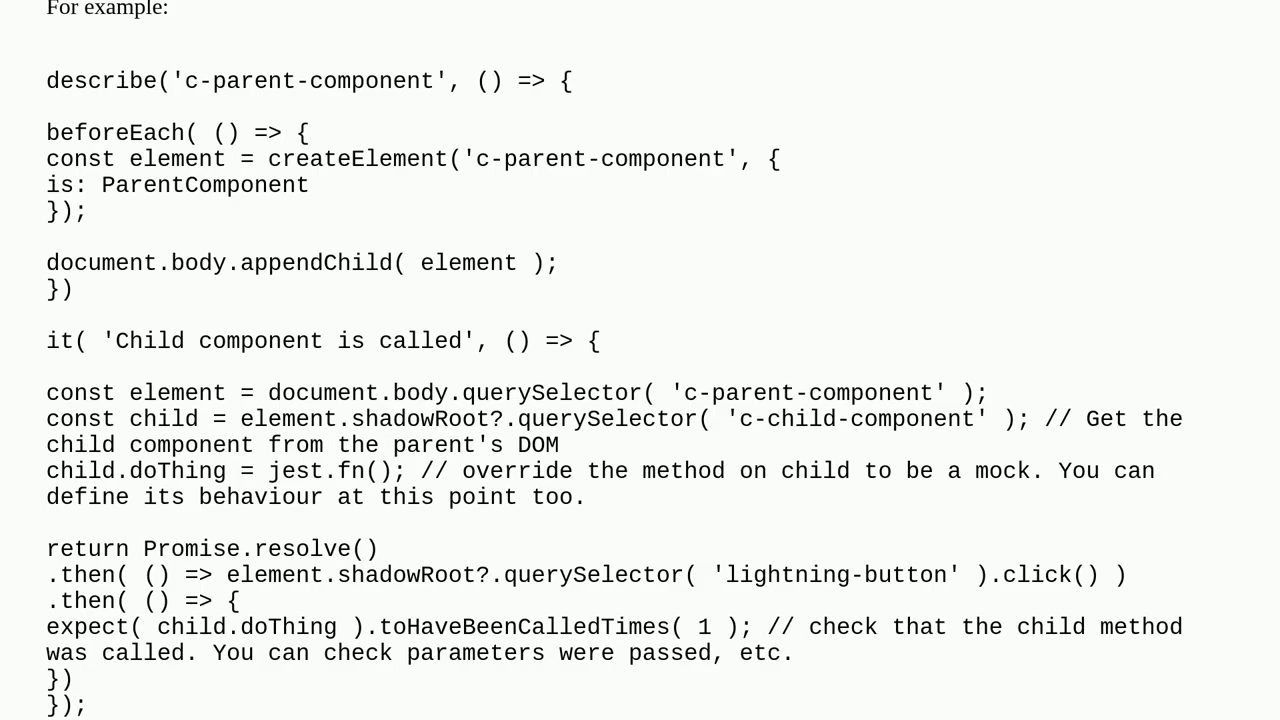 For example:
describe('c-parent-component', () => {
beforeEach( () => {
const element = createElement('c-parent-component', {
is: ParentComponent
});
document.body.appendChild( element );
})
it( 'Child component is called', () => {
const element = document.body.querySelector( 'c-parent-component' );
const child = element.shadowRoot?.querySelector( 'c-child-component' ); // Get the
child component from the parent's DOM
child.doThing = jest.fn(); // override the method on child to be a mock. You can
define its behaviour at this point too.
return Promise.resolve()
.then( () => element.shadowRoot?.querySelector( 'lightning-button' ).click() )
.then( () => {
expect( child.doThing ).toHaveBeenCalledTimes( 1 ); // check that the child method
was called. You can check parameters were passed, etc.
})
});